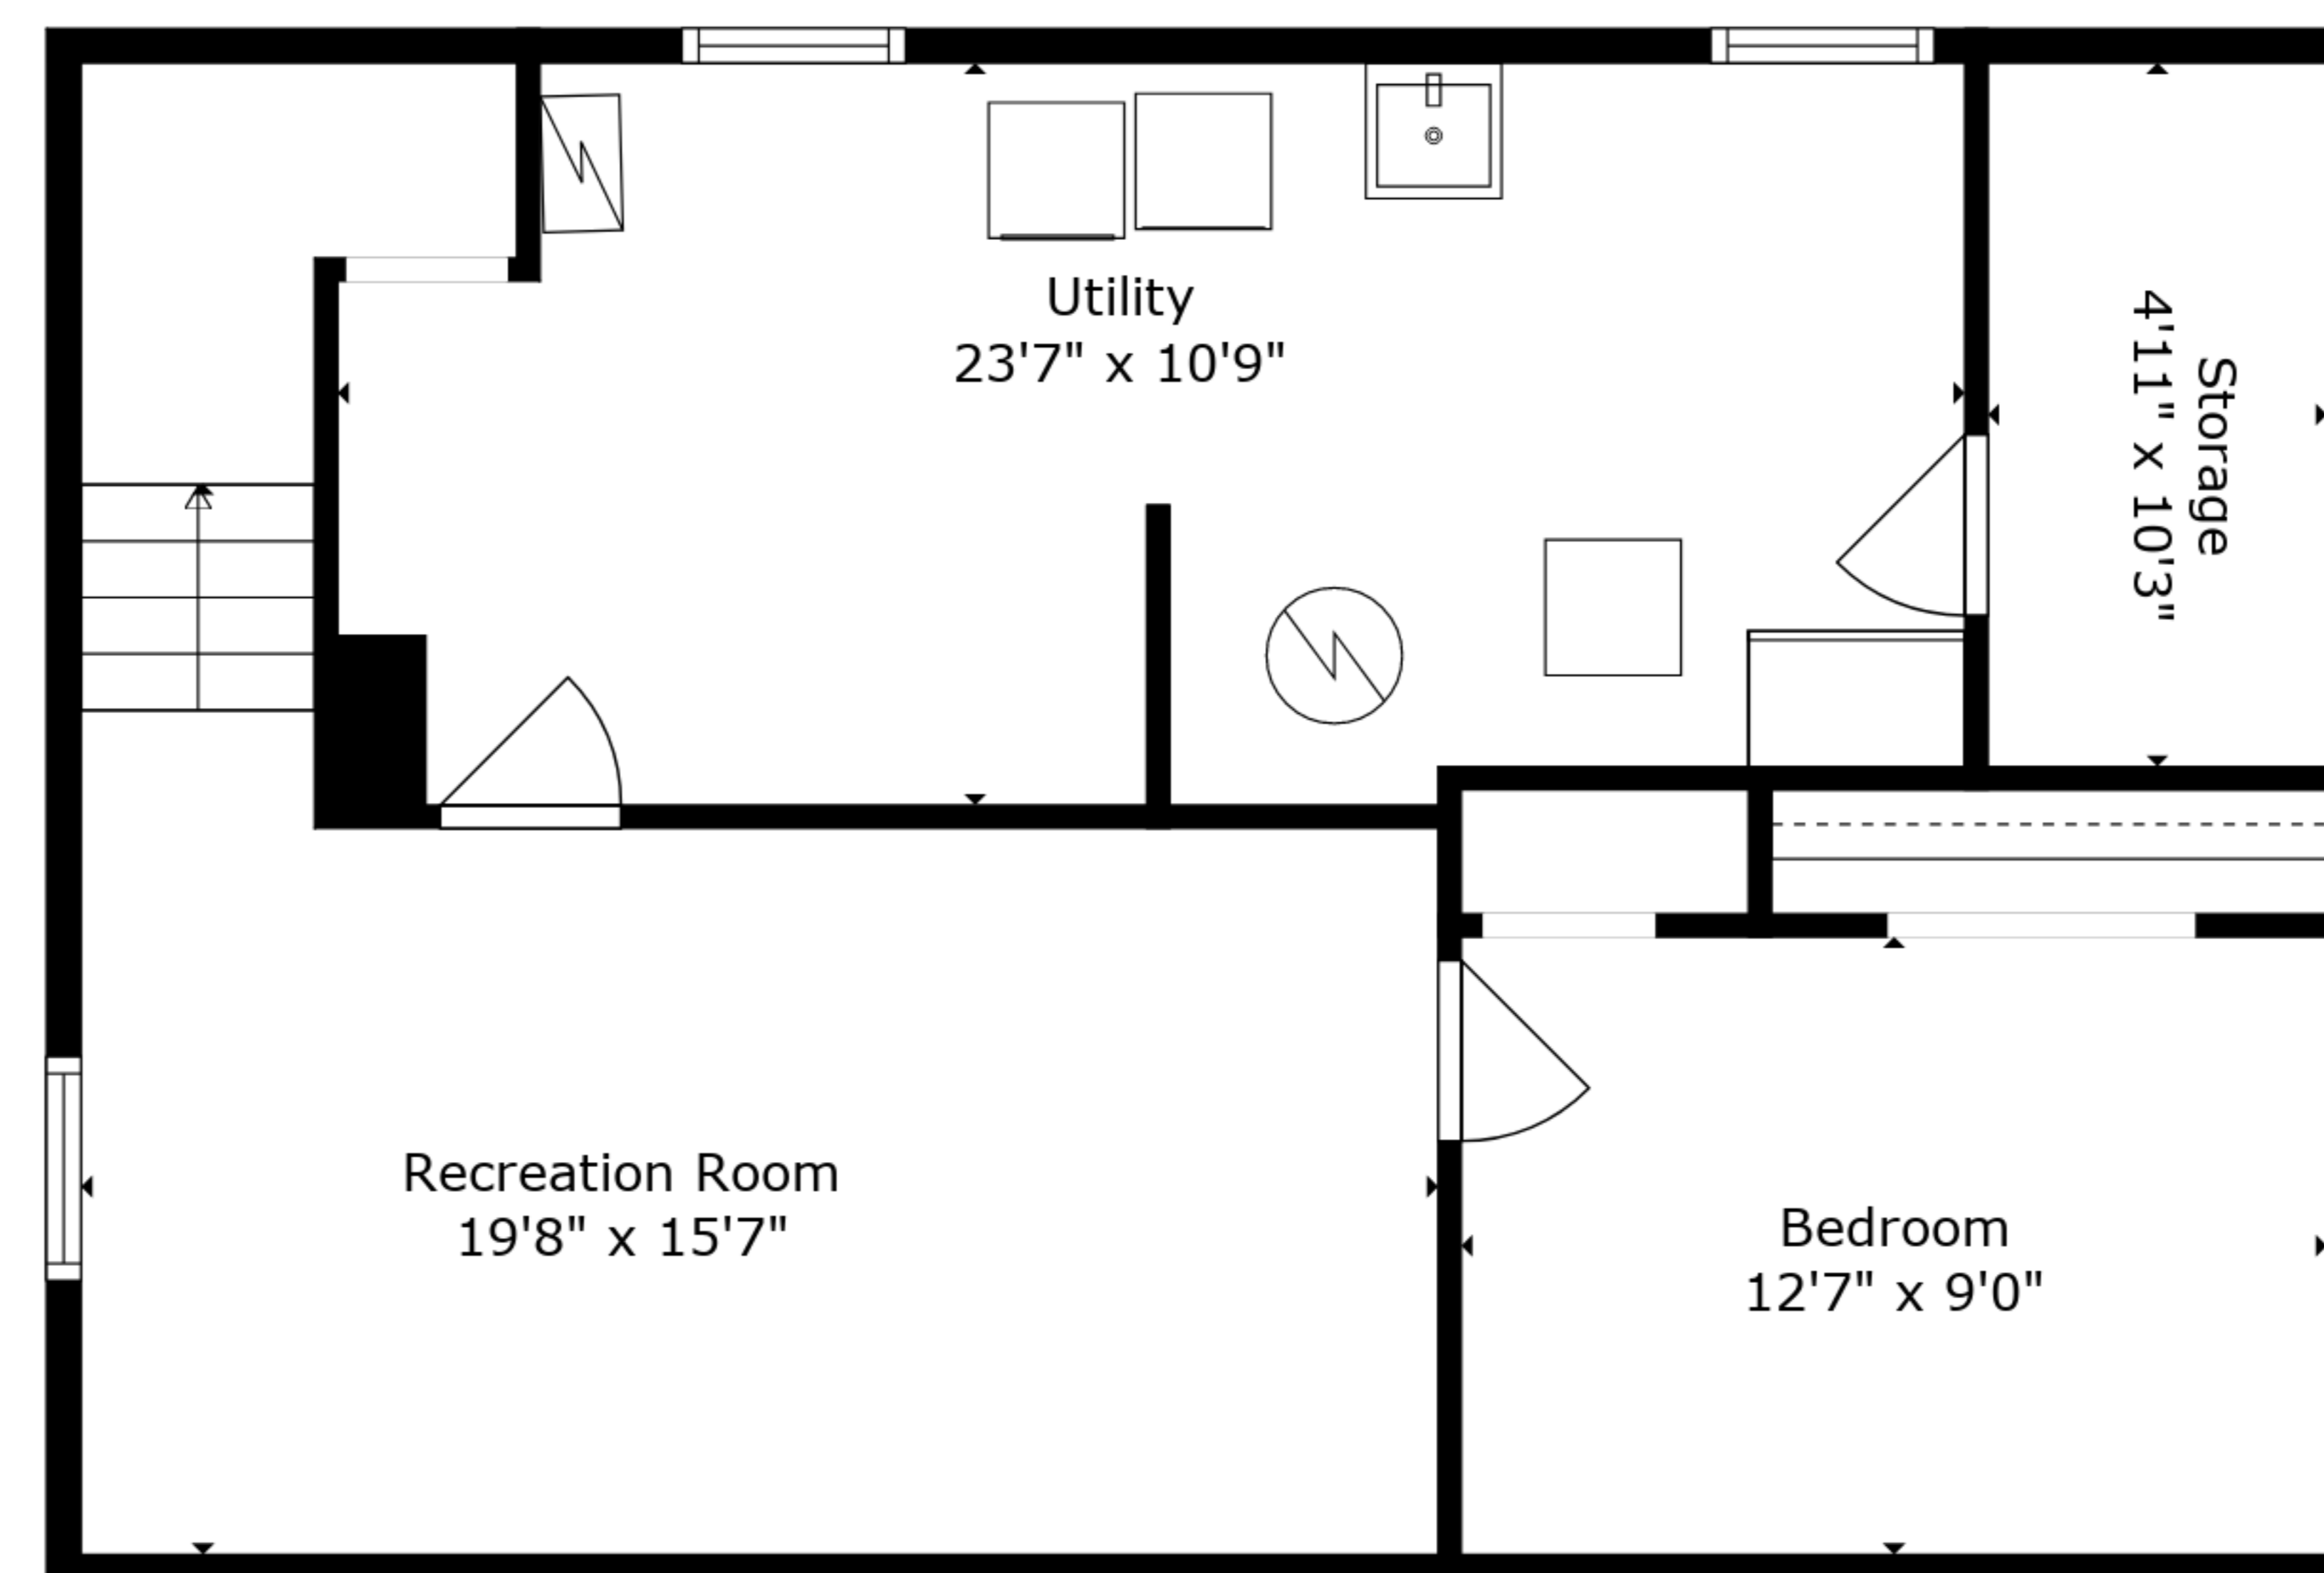 Utility
23'7" x 10'9"
Storage
4'11" x 10'3"
Recreation Room
19'8" x 15'7"
Bedroom
12'7" x 9'0"